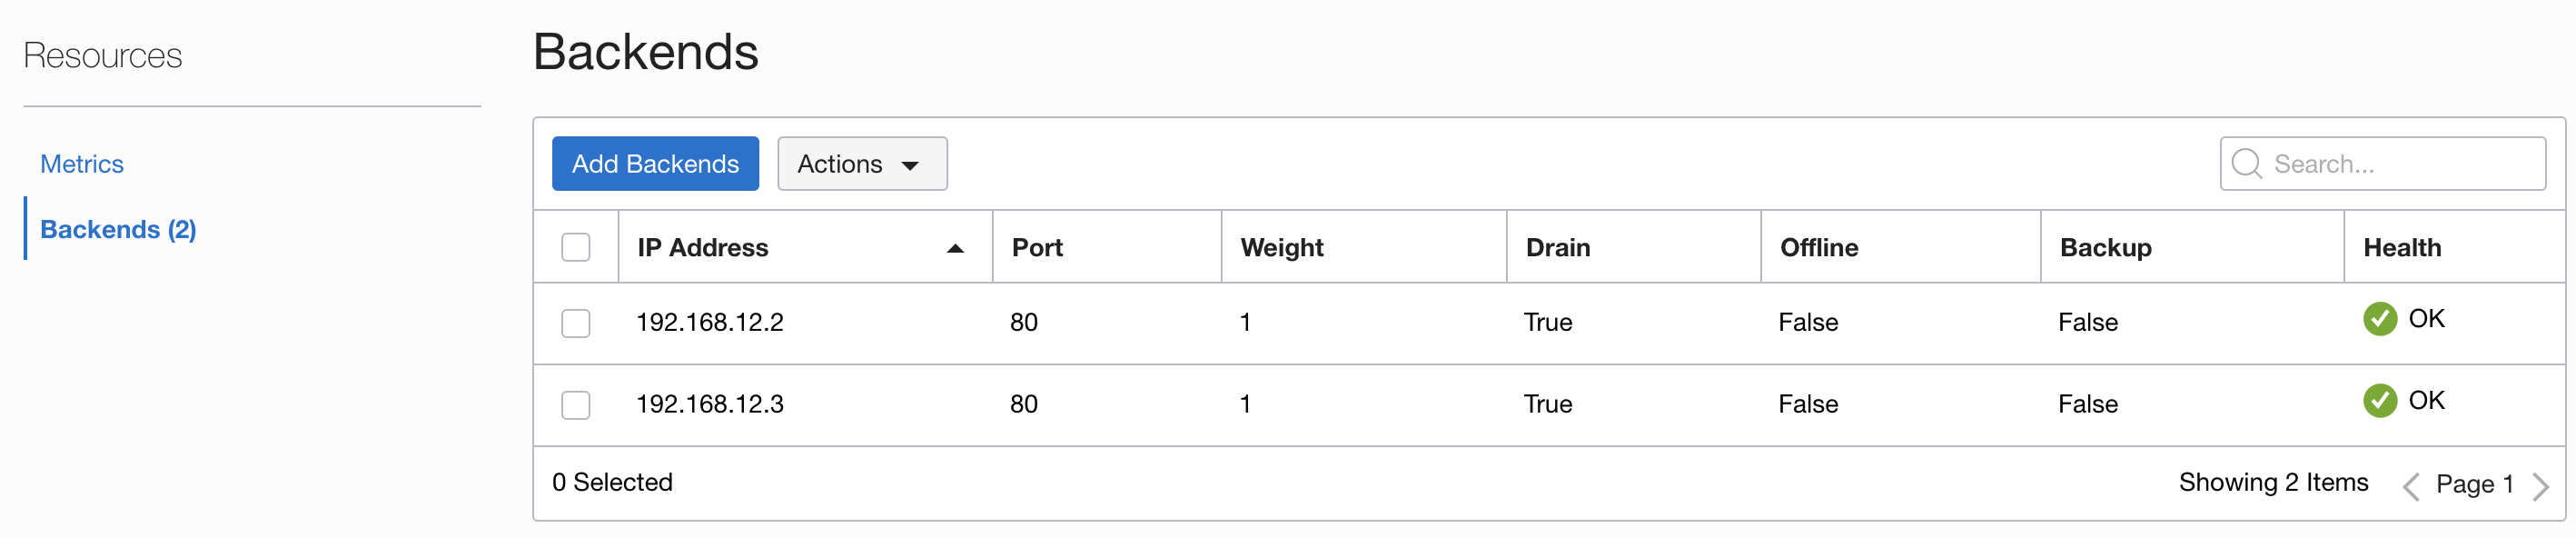 Resources
Metrics
Backends (2)
Backends
Add Backends Actions Search...
IP Address Port Weight Drain Offline Backup Health
192.168.12.2 80 1 True False False OK
192.168.12.3 80 1 True False False OK
0 Selected Showing 2 Items Page 1